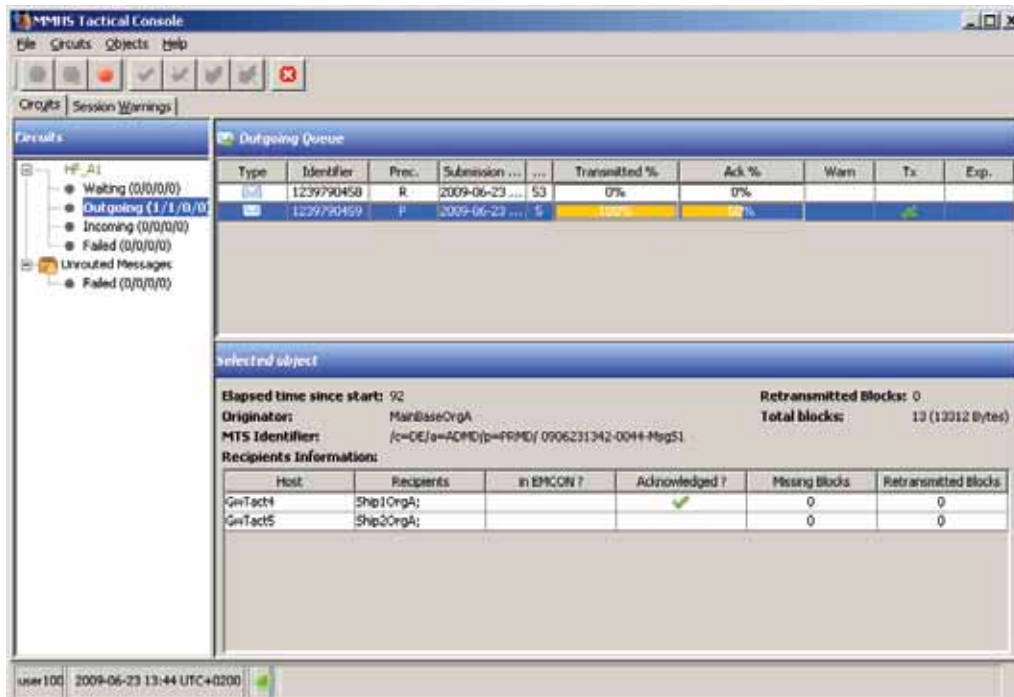 MMHS Tactical Console
File Circuits Objects Help
Circuits Session Warnings
Circuits
HF_A1
Waiting (0/0/0/0)
Outgoing (1/1/0/0)
Incoming (0/0/0/0)
Failed (0/0/0/0)
Unrouted Messages
Failed (0/0/0/0)
Outgoing Queue
Type Identifier Prec. Submission ... ... Transmitted % Ack % Warn Tx Exp.
1239790458 R 2009-06-23 ... 53 0% 0%
1239790459 P 2009-06-23 ... 5 100% 50%
Selected object
Elapsed time since start: 92 Retransmitted Blocks: 0
Originator: MainBaseOrgA Total blocks: 13 (13312 Bytes)
MTS Identifier: /c=DE/a=ADMD/p=PRMD/ 0906231342-0044-Msg51
Recipients Information:
Host Recipients in EMCON ? Acknowledged ? Missing Blocks Retransmitted Blocks
GwTact4 Ship1OrgA; 0 0
GwTact5 Ship2OrgA; 0 0
user100 2009-06-23 13:44 UTC+0200